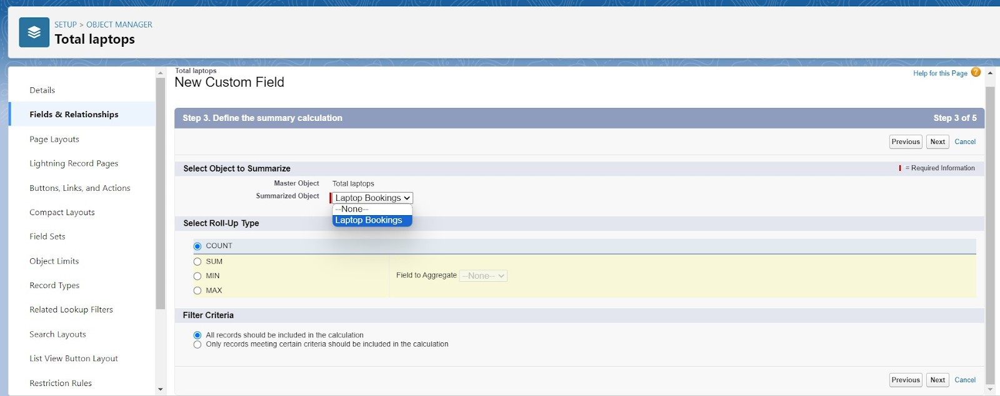 SETUP > OBJECT MANAGER
Total laptops
Details
Fields & Relationships
Page Layouts
Lightning Record Pages
Buttons, Links, and Actions
Compact Layouts
Field Sets
Object Limits
Record Types
Related Lookup Filters
Search Layouts
List View Button Layout
Restriction Rules
Total laptops
New Custom Field
Help for this Page ?
Step 3. Define the summary calculation Step 3 of 5
Previous Next Cancel
Select Object to Summarize = Required Information
Master Object Total laptops
Summarized Object Laptop Bookings
--None--
Laptop Bookings
Select Roll-Up Type
COUNT
SUM
MIN Field to Aggregate --None--
MAX
Filter Criteria
All records should be included in the calculation
Only records meeting certain criteria should be included in the calculation
Previous Next Cancel